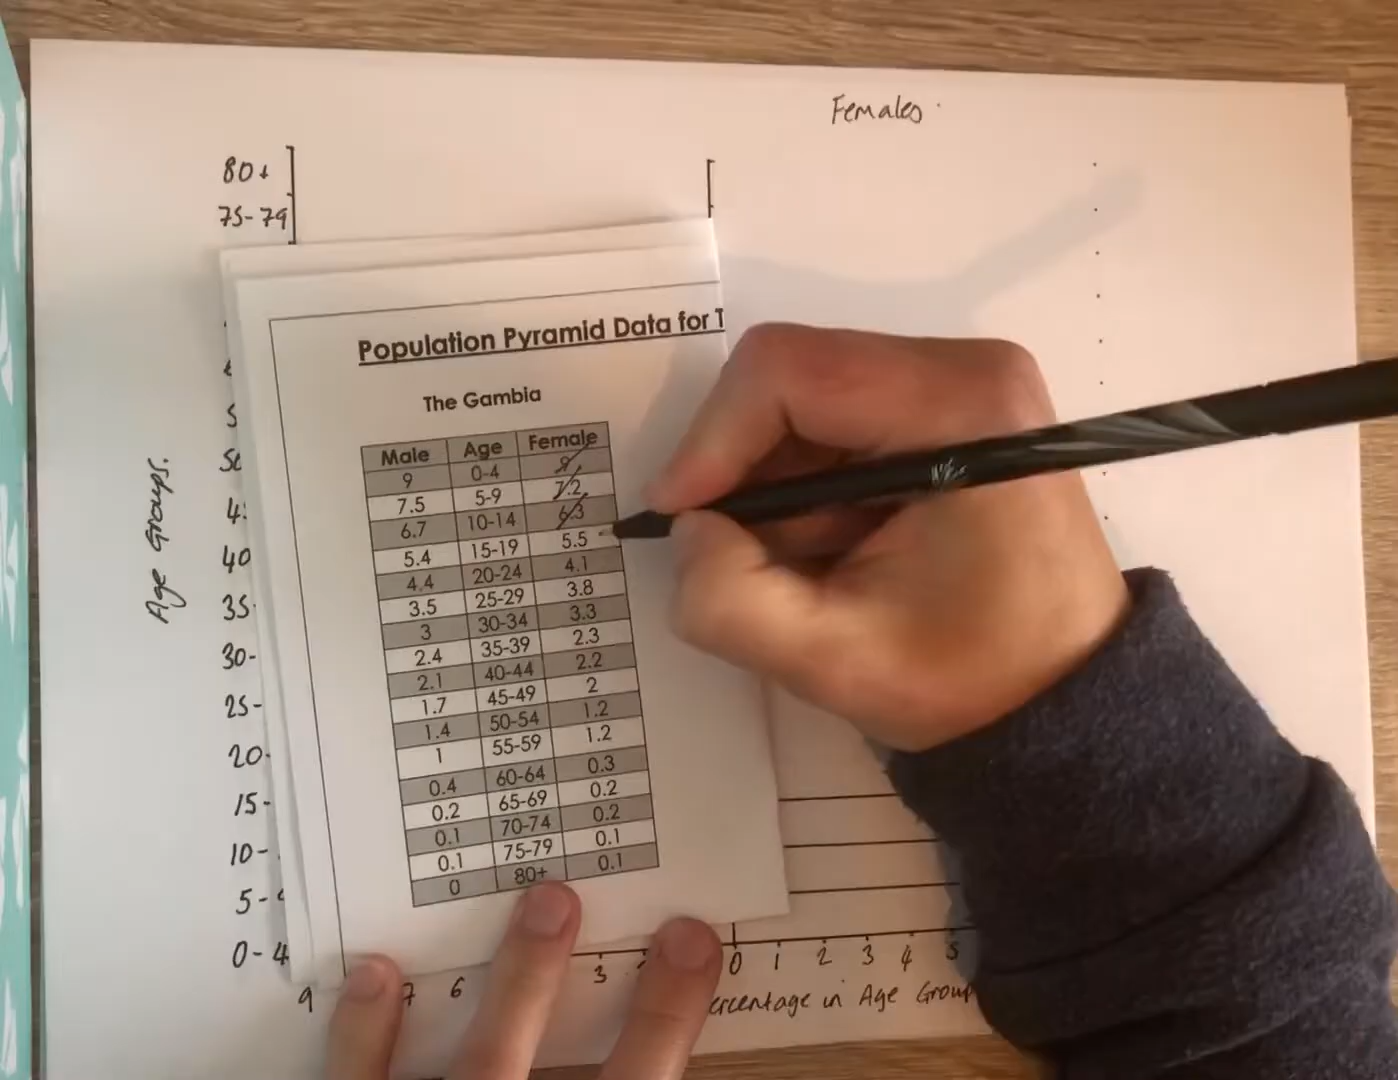 Females
80+
75-79
Population Pyramid Data for T
The Gambia
Male Age Female
9 0-4 9
7.5 5-9 7.2
6.7 10-14 6.3
5.4 15-19 5.5
4.4 20-24 4.1
3.5 25-29 3.8
3 30-34 3.3
2.4 35-39 2.3
2.1 40-44 2.2
1.7 45-49 2
1.4 50-54 1.2
1 55-59 1.2
0.4 60-64 0.3
0.2 65-69 0.2
0.1 70-74 0.2
0.1 75-79 0.1
0 80+ 0.1
Age Groups.
40
35-
30-
25-
20-
15-
10-
5-
0-4
9 7 6 3 0 1 2 3 4 5
ercentage in Age Group